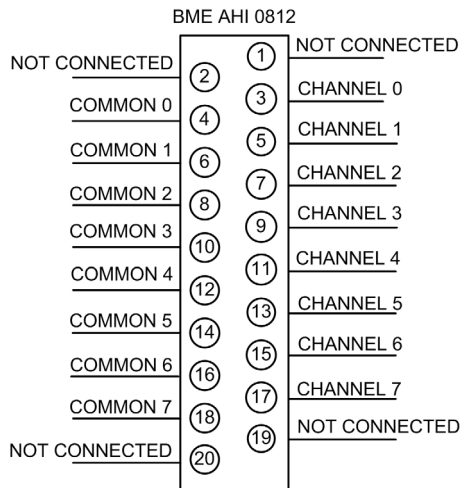 BME AHI 0812
1 NOT CONNECTED
NOT CONNECTED 2
3 CHANNEL 0
COMMON 0 4
5 CHANNEL 1
COMMON 1 6
7 CHANNEL 2
COMMON 2 8
9 CHANNEL 3
COMMON 3 10
11 CHANNEL 4
COMMON 4 12
13 CHANNEL 5
COMMON 5 14
15 CHANNEL 6
COMMON 6 16
17 CHANNEL 7
COMMON 7 18
19 NOT CONNECTED
NOT CONNECTED 20